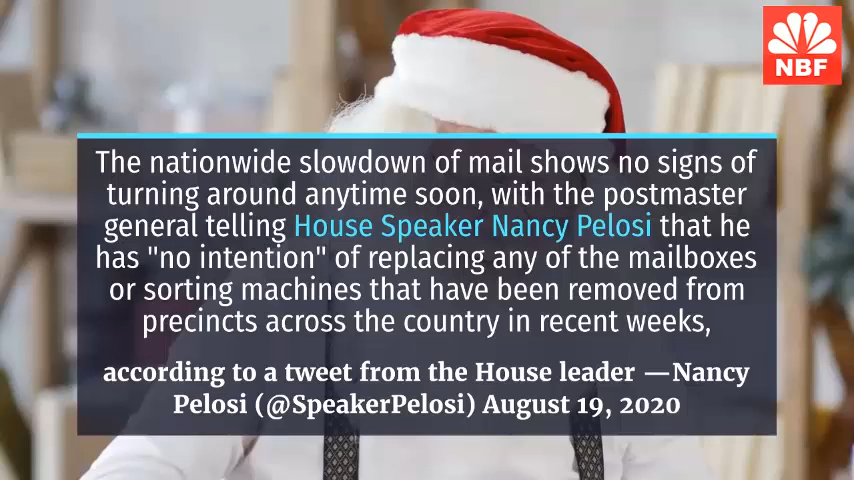 NBF
The nationwide slowdown of mail shows no signs of
turning around anytime soon, with the postmaster
general telling House Speaker Nancy Pelosi that he
has "no intention" of replacing any of the mailboxes
or sorting machines that have been removed from
precincts across the country in recent weeks,
according to a tweet from the House leader —Nancy
Pelosi (@SpeakerPelosi) August 19, 2020